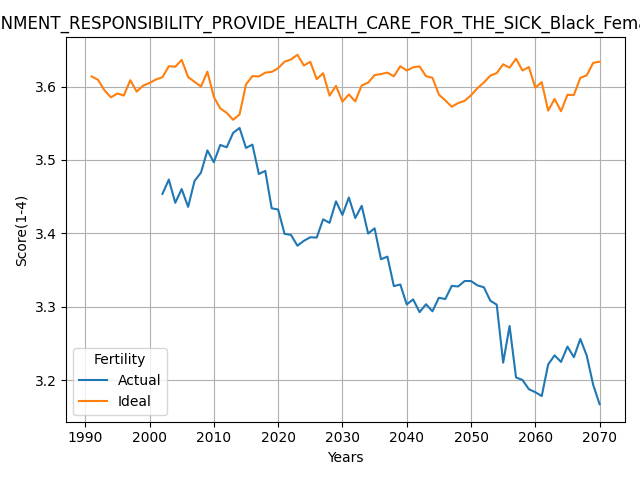 NMENT_RESPONSIBILITY_PROVIDE_HEALTH_CARE_FOR_THE_SICK_Black_Fema
3.6
3.5
3.4
3.3
3.2
Score(1-4)
Fertility
Actual
Ideal
1990 2000 2010 2020 2030 2040 2050 2060 2070
Years